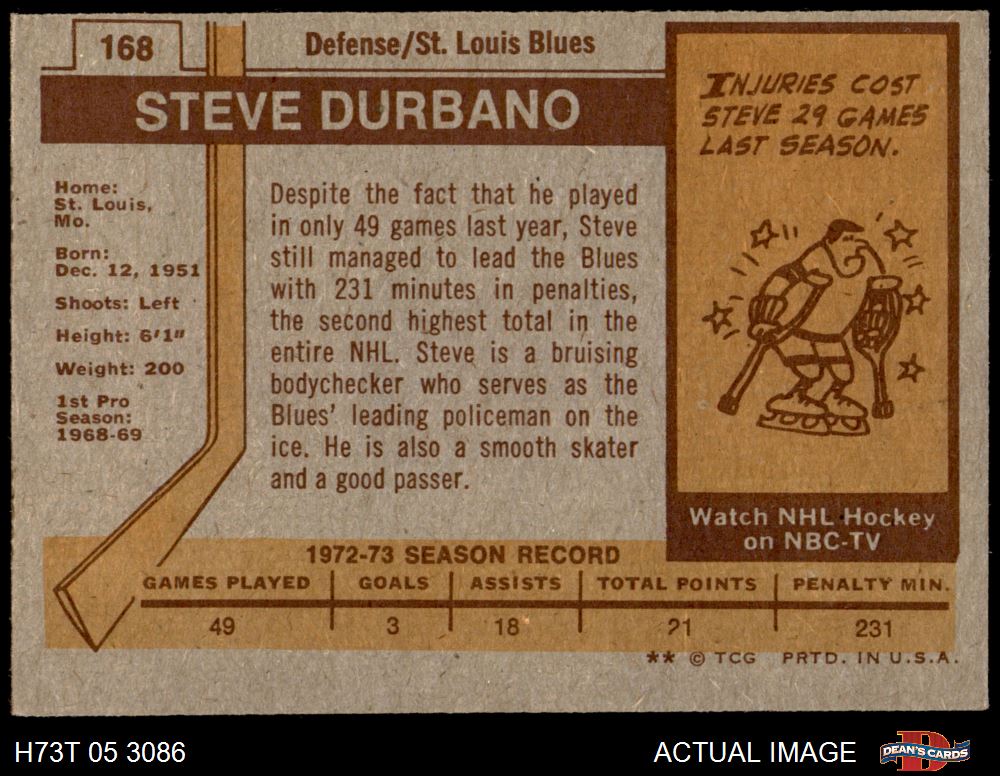 168
Defense/St. Louis Blues
STEVE DURBANO
INJURIES COST
STEVE 29 GAMES
LAST SEASON.
Home:
St. Louis,
Mo.
Born:
Dec. 12, 1951
Shoots: Left
Height: 6'1"
Weight: 200
1st Pro
Season:
1968-69
Despite the fact that he played
in only 49 games last year, Steve
still managed to lead the Blues
with 231 minutes in penalties,
the second highest total in the
entire NHL. Steve is a bruising
bodychecker who serves as the
Blues' leading policeman on the
ice. He is also a smooth skater
and a good passer.
Watch NHL Hockey
on NBC-TV
1972-73 SEASON RECORD
GAMES PLAYED GOALS ASSISTS TOTAL POINTS PENALTY MIN.
49 3 18 21 231
** © TCG PRTD. IN U.S.A.
H73T 05 3086
ACTUAL IMAGE
D
DEAN'S CARDS